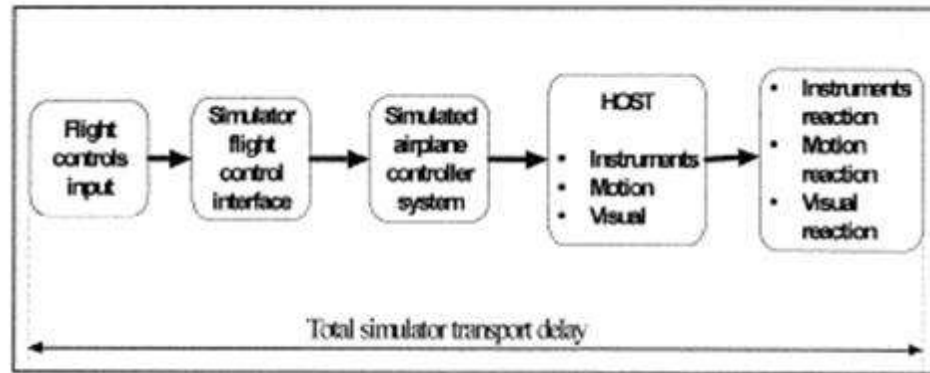 Flight
controls
input
Simulator
flight
control
interface
Simulated
airplane
controller
system
HOST
• Instruments
• Motion
• Visual
• Instruments
reaction
• Motion
reaction
• Visual
reaction
Total simulator transport delay